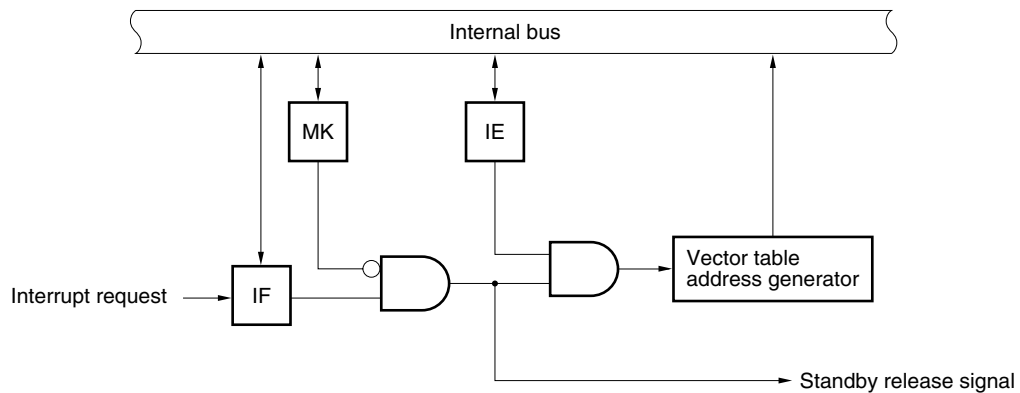 Internal bus
MK
IE
Vector table
address generator
Interrupt request
IF
Standby release signal